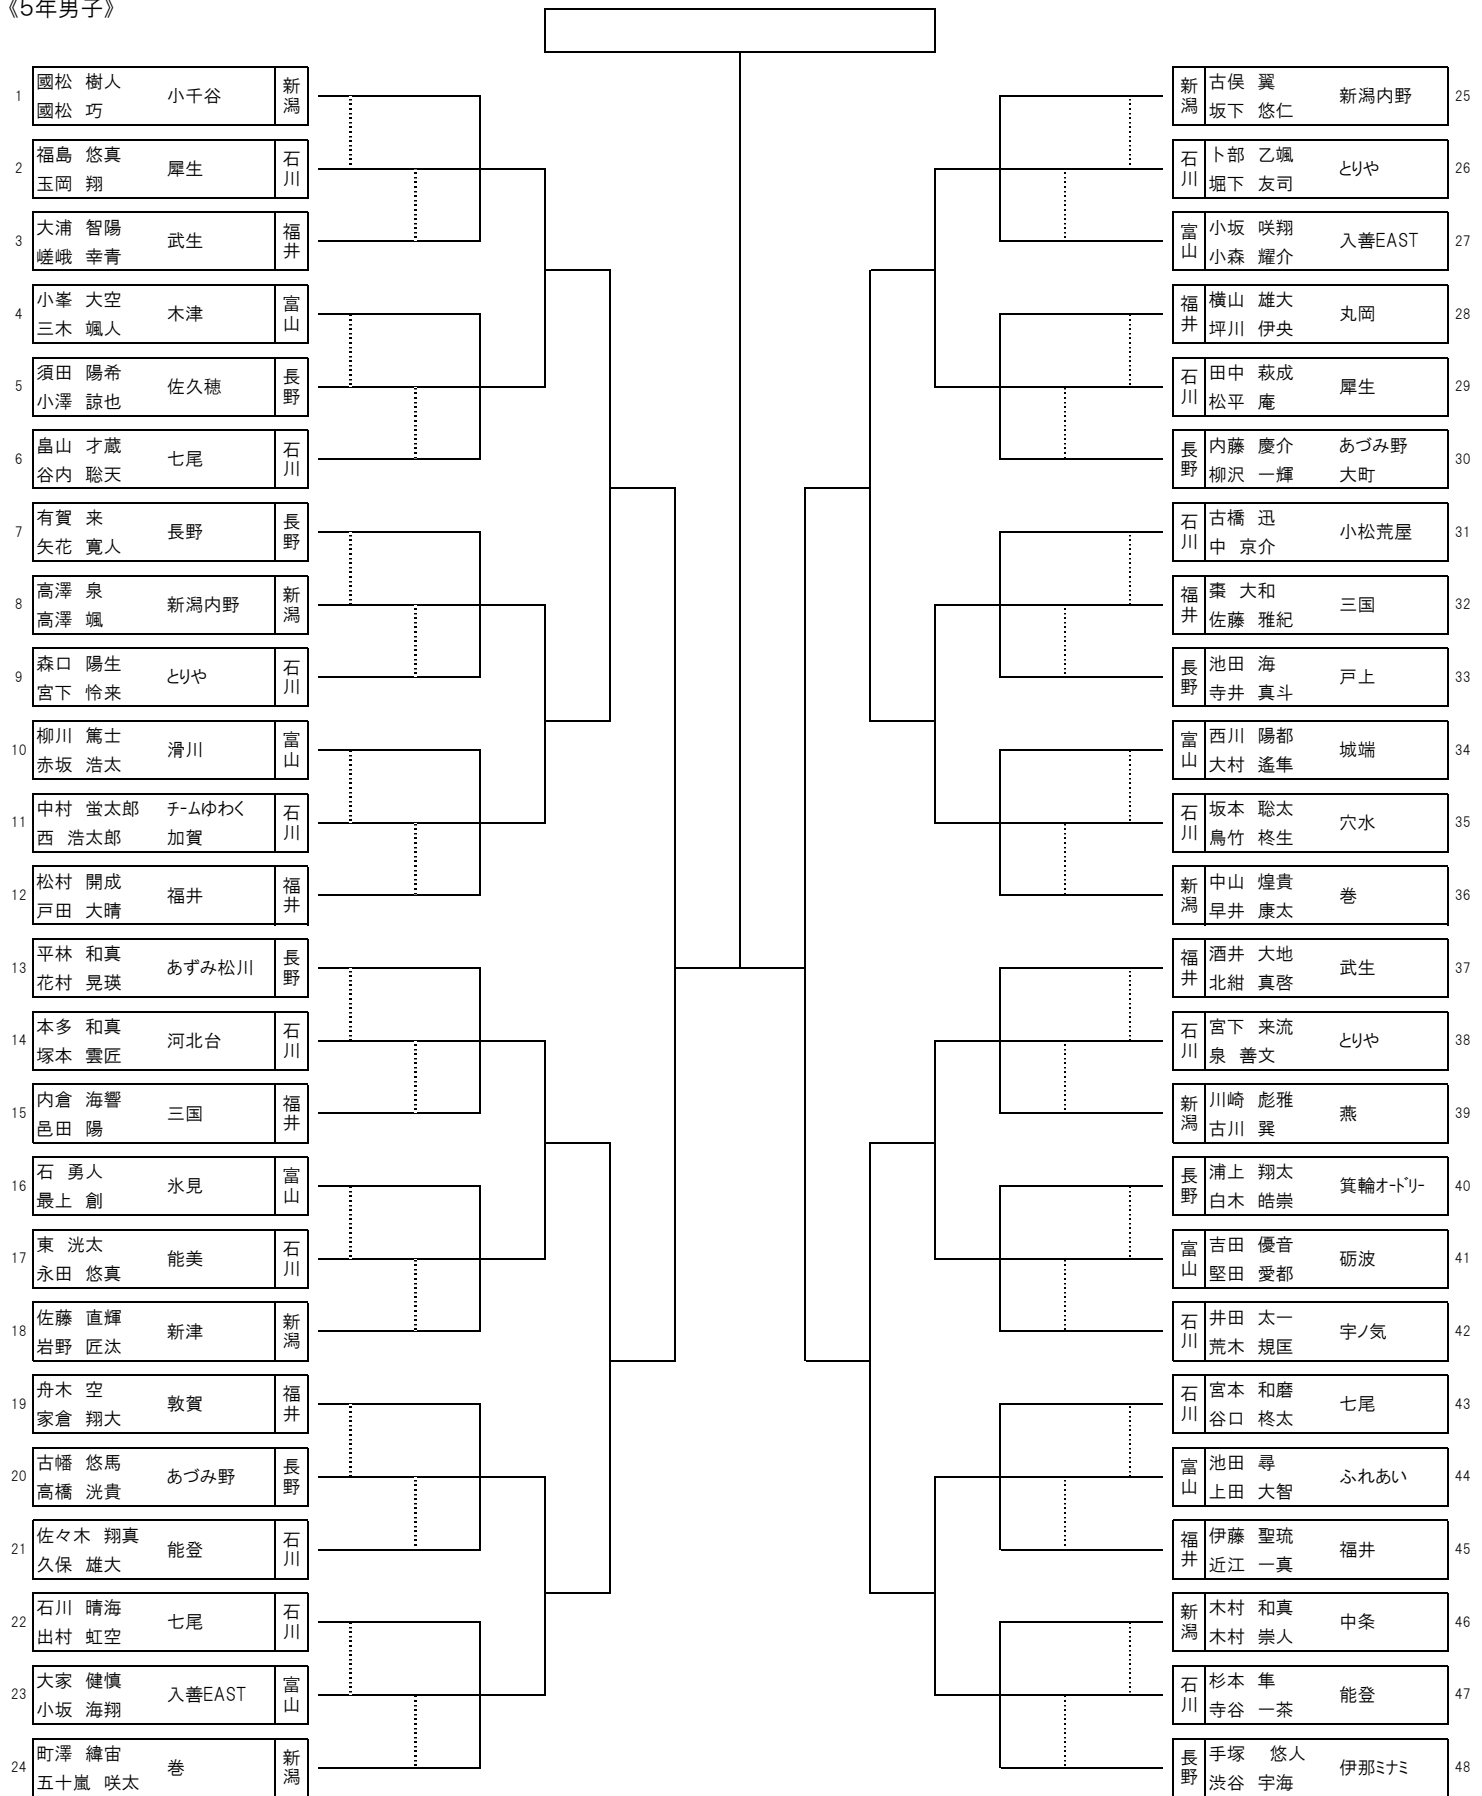 《5年男子》
1 國松 樹人 小千谷 新潟
國松 巧
2 福島 悠真 犀生 石川
玉岡 翔
3 大浦 智陽 武生 福井
嵯峨 幸青
4 小峯 大空 木津 富山
三木 颯人
5 須田 陽希 佐久穂 長野
小澤 諒也
6 畠山 才蔵 七尾 石川
谷内 聡天
7 有賀 来 長野 長野
矢花 寛人
8 高澤 泉 新潟内野 新潟
高澤 颯
9 森口 陽生 とりや 石川
宮下 怜来
10 柳川 篤士 滑川 富山
赤坂 浩太
11 中村 蛍太郎 チームゆわく 石川
西 浩太郎 加賀
12 松村 開成 福井 福井
戸田 大晴
13 平林 和真 あずみ松川 長野
花村 晃瑛
14 本多 和真 河北台 石川
塚本 雲匠
15 内倉 海響 三国 福井
邑田 陽
16 石 勇人 氷見 富山
最上 創
17 東 洸太 能美 石川
永田 悠真
18 佐藤 直輝 新津 新潟
岩野 匠汰
19 舟木 空 敦賀 福井
家倉 翔大
20 古幡 悠馬 あづみ野 長野
高橋 洸貴
21 佐々木 翔真 能登 石川
久保 雄大
22 石川 晴海 七尾 石川
出村 虹空
23 大家 健慎 入善EAST 富山
小坂 海翔
24 町澤 緯宙 巻 新潟
五十嵐 咲太
新潟 古俣 翼 新潟内野 25
坂下 悠仁
石川 卜部 乙颯 とりや 26
堀下 友司
富山 小坂 咲翔 入善EAST 27
小森 耀介
福井 横山 雄大 丸岡 28
坪川 伊央
石川 田中 萩成 犀生 29
松平 庵
長野 内藤 慶介 あづみ野 30
柳沢 一輝 大町
石川 古橋 迅 小松荒屋 31
中 京介
福井 棗 大和 三国 32
佐藤 雅紀
長野 池田 海 戸上 33
寺井 真斗
富山 西川 陽都 城端 34
大村 遙隼
石川 坂本 聡太 穴水 35
鳥竹 柊生
新潟 中山 煌貴 巻 36
早井 康太
福井 酒井 大地 武生 37
北紺 真啓
石川 宮下 来流 とりや 38
泉 善文
新潟 川崎 彪雅 燕 39
古川 巽
長野 浦上 翔太 箕輪オードリー 40
白木 皓崇
富山 吉田 優音 砺波 41
堅田 愛都
石川 井田 太一 宇ノ気 42
荒木 規匡
石川 宮本 和磨 七尾 43
谷口 柊太
富山 池田 尋 ふれあい 44
上田 大智
福井 伊藤 聖琉 福井 45
近江 一真
新潟 木村 和真 中条 46
木村 崇人
石川 杉本 隼 能登 47
寺谷 一茶
長野 手塚 悠人 伊那ミナミ 48
渋谷 宇海